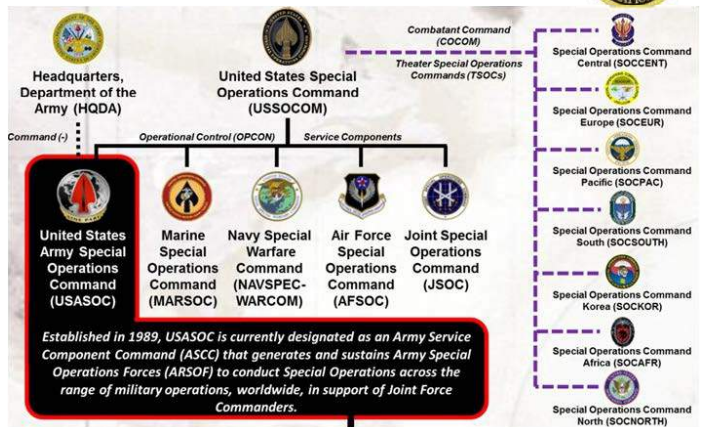 Headquarters,
Department of the
Army (HQDA)
United States Special
Operations Command
(USSOCOM)
Combatant Command
(COCOM)
Theater Special Operations
Commands (TSOCs)
Command (-)
Operational Control (OPCON)
Service Components
United States
Army Special
Operations
Command
(USASOC)
Marine
Special
Operations
Command
(MARSOC)
Navy Special
Warfare
Command
(NAVSPEC-
WARCOM)
Air Force
Special
Operations
Command
(AFSOC)
Joint Special
Operations
Command
(JSOC)
Established in 1989, USASOC is currently designated as an Army Service
Component Command (ASCC) that generates and sustains Army Special
Operations Forces (ARSOF) to conduct Special Operations across the
range of military operations, worldwide, in support of Joint Force
Commanders.
Special Operations Command
Central (SOCCENT)
Special Operations Command
Europe (SOCEUR)
Special Operations Command
Pacific (SOCPAC)
Special Operations Command
South (SOCSOUTH)
Special Operations Command
Korea (SOCKOR)
Special Operations Command
Africa (SOCAFR)
Special Operations Command
North (SOCNORTH)